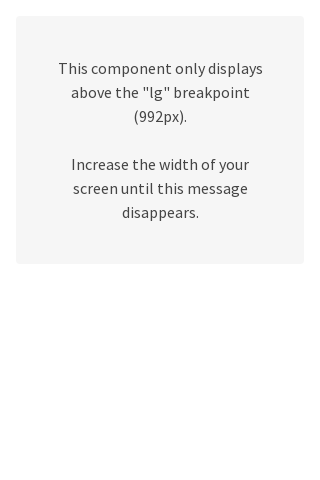 This component only displays
above the "lg" breakpoint
(992px).
Increase the width of your
screen until this message
disappears.